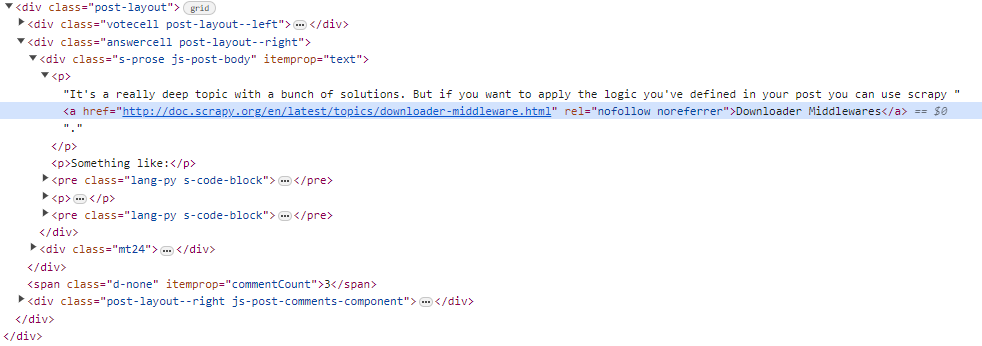 <div class="post-layout"> grid
<div class="votecell post-layout--left"> ••• </div>
<div class="answercell post-layout--right">
<div class="s-prose js-post-body" itemprop="text">
<p>
"It's a really deep topic with a bunch of solutions. But if you want to apply the logic you've defined in your post you can use scrapy "
<a href="http://doc.scrapy.org/en/latest/topics/downloader-middleware.html" rel="nofollow noreferrer">Downloader Middlewares</a> == $0
"."
</p>
<p>Something like:</p>
<pre class="lang-py s-code-block"> ••• </pre>
<p> ••• </p>
<pre class="lang-py s-code-block"> ••• </pre>
</div>
<div class="mt24"> ••• </div>
</div>
<span class="d-none" itemprop="commentCount">3</span>
<div class="post-layout--right js-post-comments-component"> ••• </div>
</div>
</div>